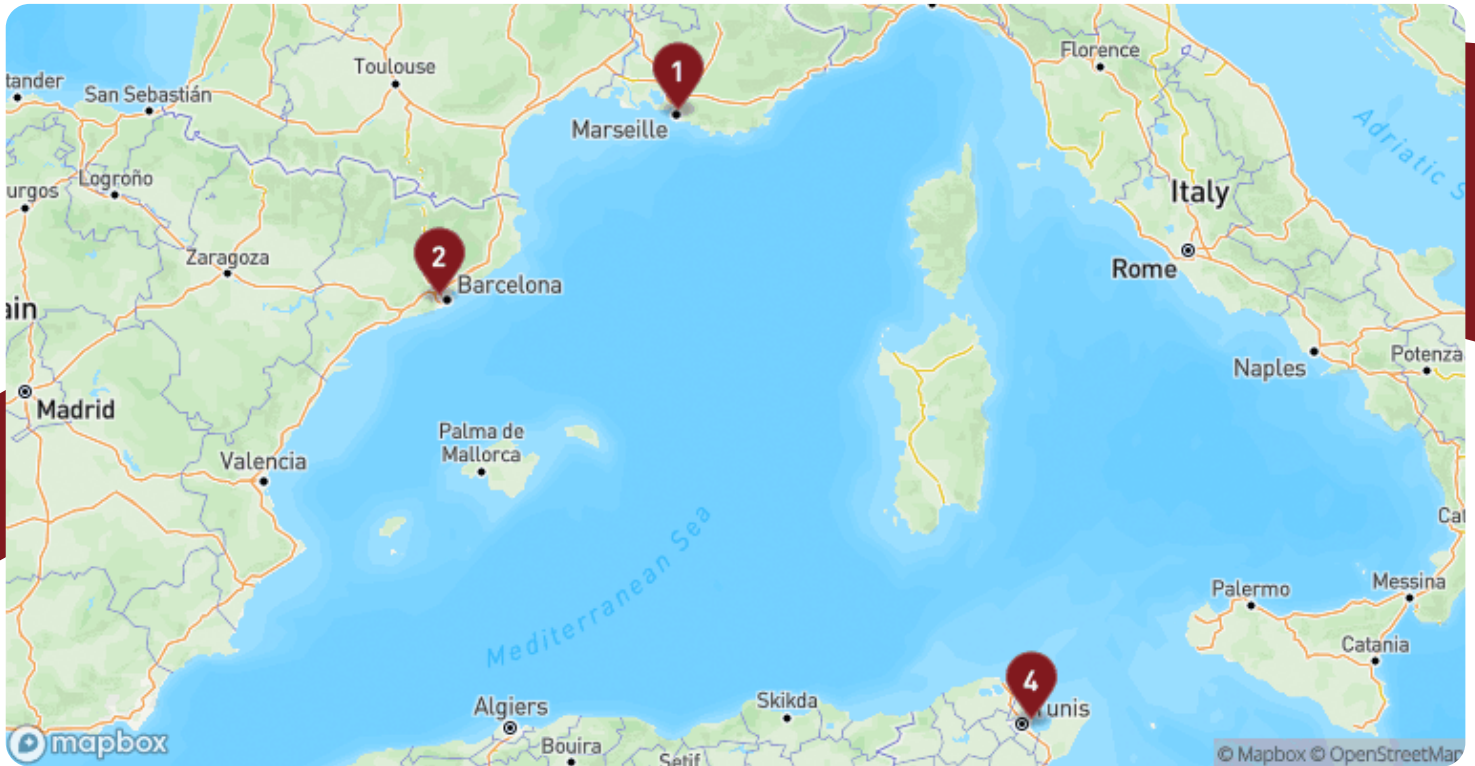 Florence
Toulouse
tander
San Sebastián
1
Marseille
Adriatic S
Logroño
urgos
Italy
2
Zaragoza
Barcelona
Rome
ain
Naples
Potenza
Madrid
Palma de
Mallorca
Valencia
Mediterranean Sea
Cal
Messina
Palermo
Catania
4
Skikda
Algiers
unis
Bouira
Setif
mapbox
© Mapbox © OpenStreetMap